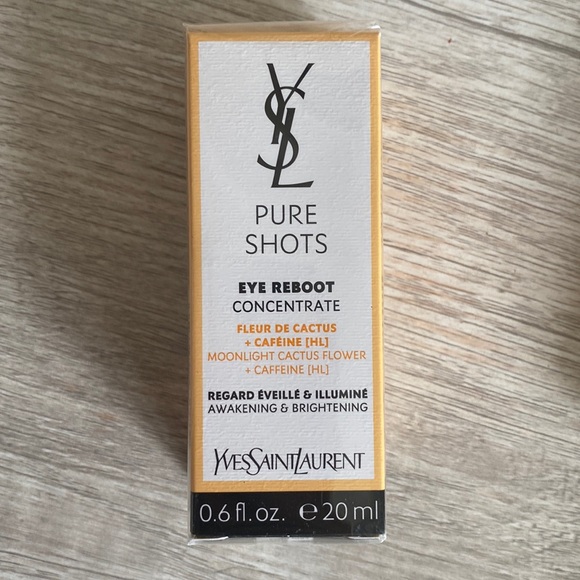 YSL
PURE
SHOTS
EYE REBOOT
CONCENTRATE
FLEUR DE CACTUS
+ CAFÉINE [HL]
MOONLIGHT CACTUS FLOWER
+ CAFFEINE [HL]
REGARD ÉVEILLÉ & ILLUMINÉ
AWAKENING & BRIGHTENING
YVESSAINTLAURENT
0.6 fl. oz. ℮ 20 ml